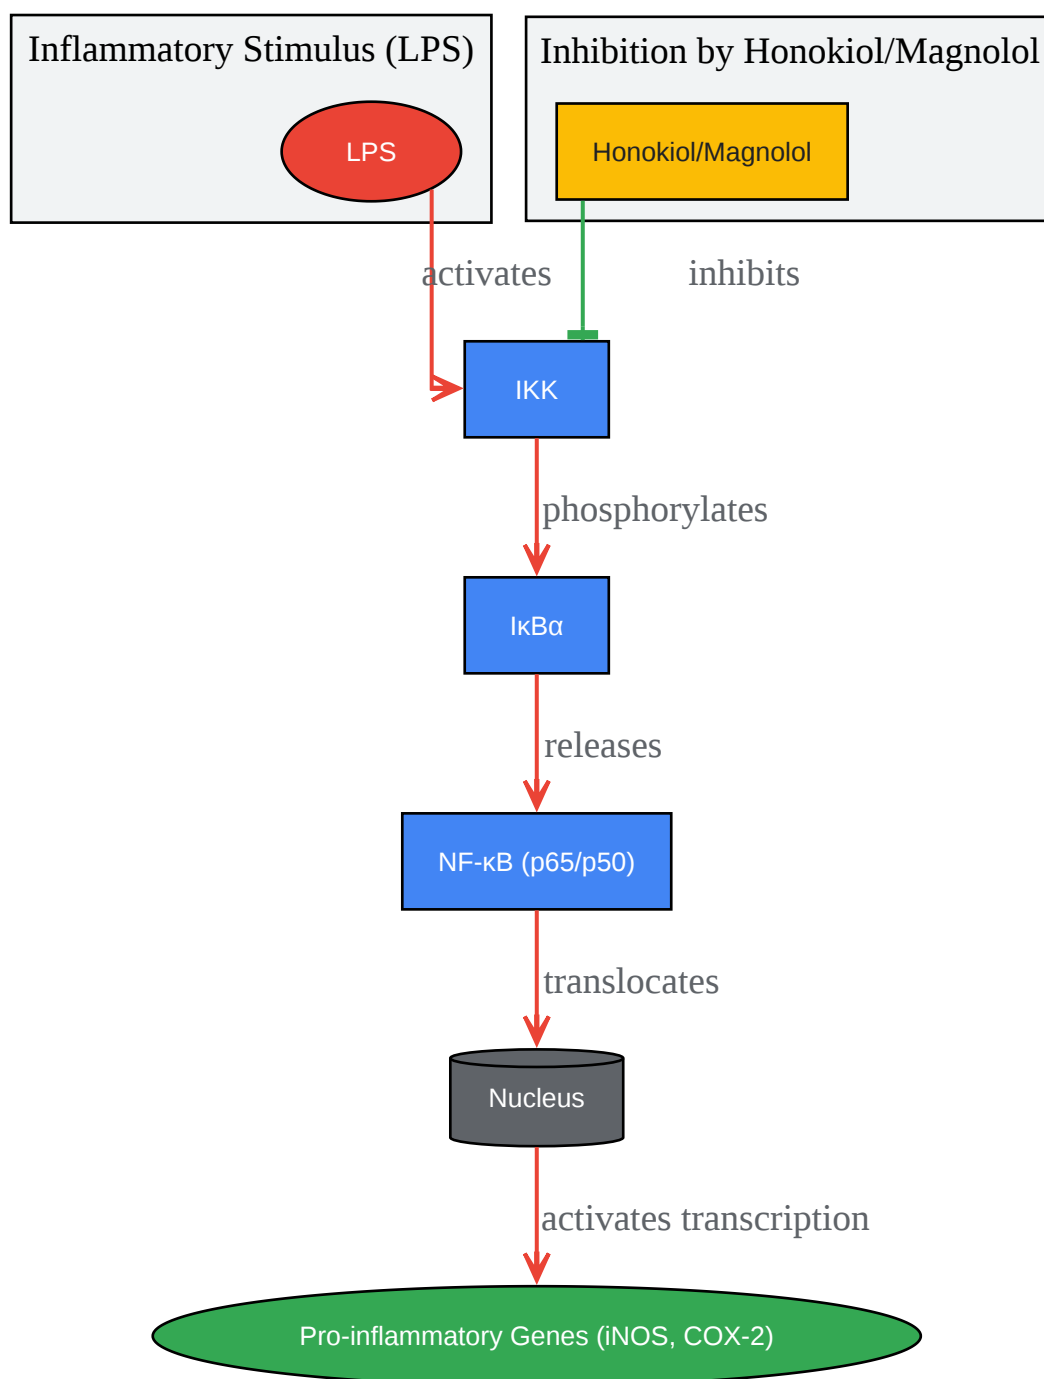 Inflammatory Stimulus (LPS)
Inhibition by Honokiol/Magnolol
LPS
Honokiol/Magnolol
activates
inhibits
IKK
phosphorylates
IκBα
releases
NF-κB (p65/p50)
translocates
Nucleus
activates transcription
Pro-inflammatory Genes (iNOS, COX-2)